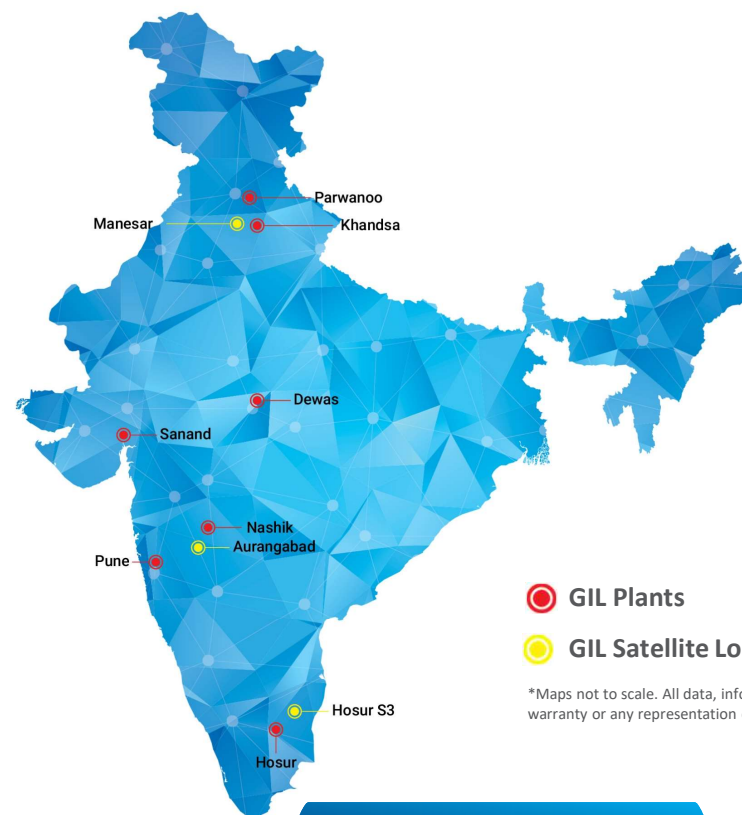 Parwanoo
Manesar
Khandsa
Dewas
Sanand
Nashik
Aurangabad
Pune
GIL Plants
GIL Satellite Lo
*Maps not to scale. All data, info
warranty or any representation
Hosur S3
Hosur